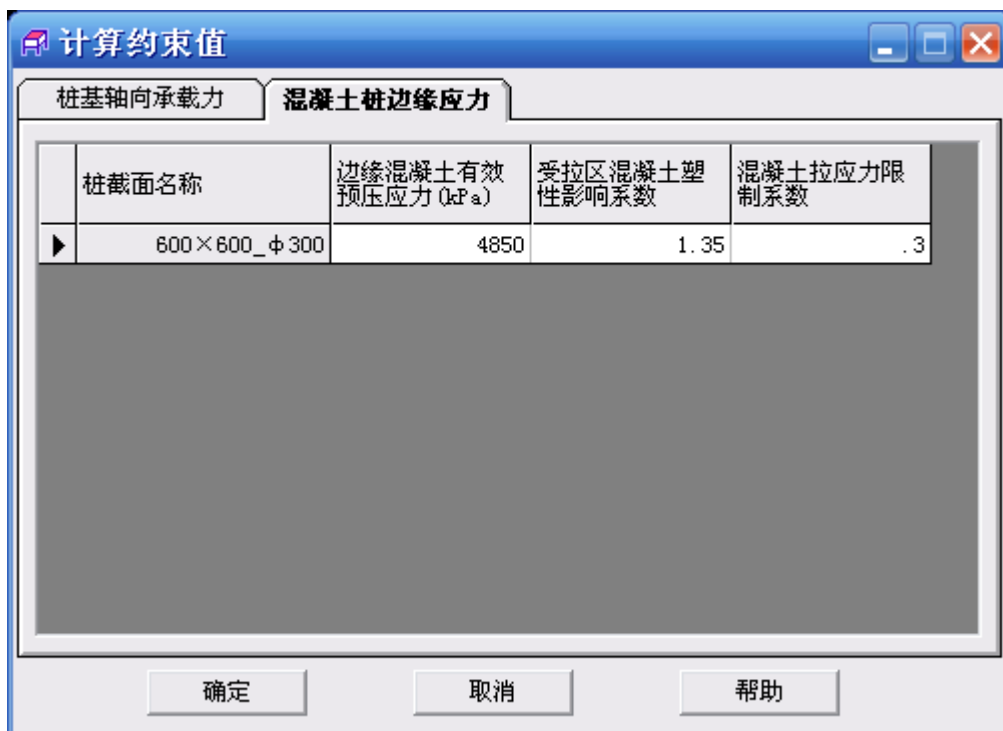 计算约束值
桩基轴向承载力
混凝土桩边缘应力
桩截面名称
边缘混凝土有效
预压应力(kPa)
受拉区混凝土塑
性影响系数
混凝土拉应力限
制系数
600×600_φ300
4850
1.35
.3
确定
取消
帮助